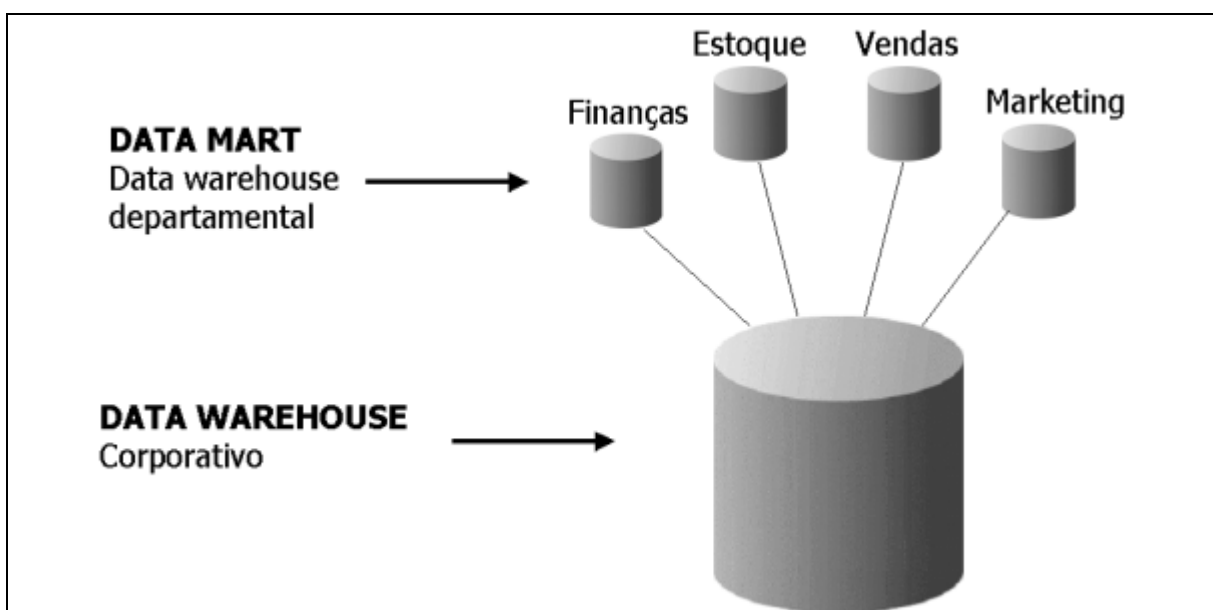 Estoque
Vendas
Finanças
Marketing
DATA MART
Data warehouse
departamental
DATA WAREHOUSE
Corporativo